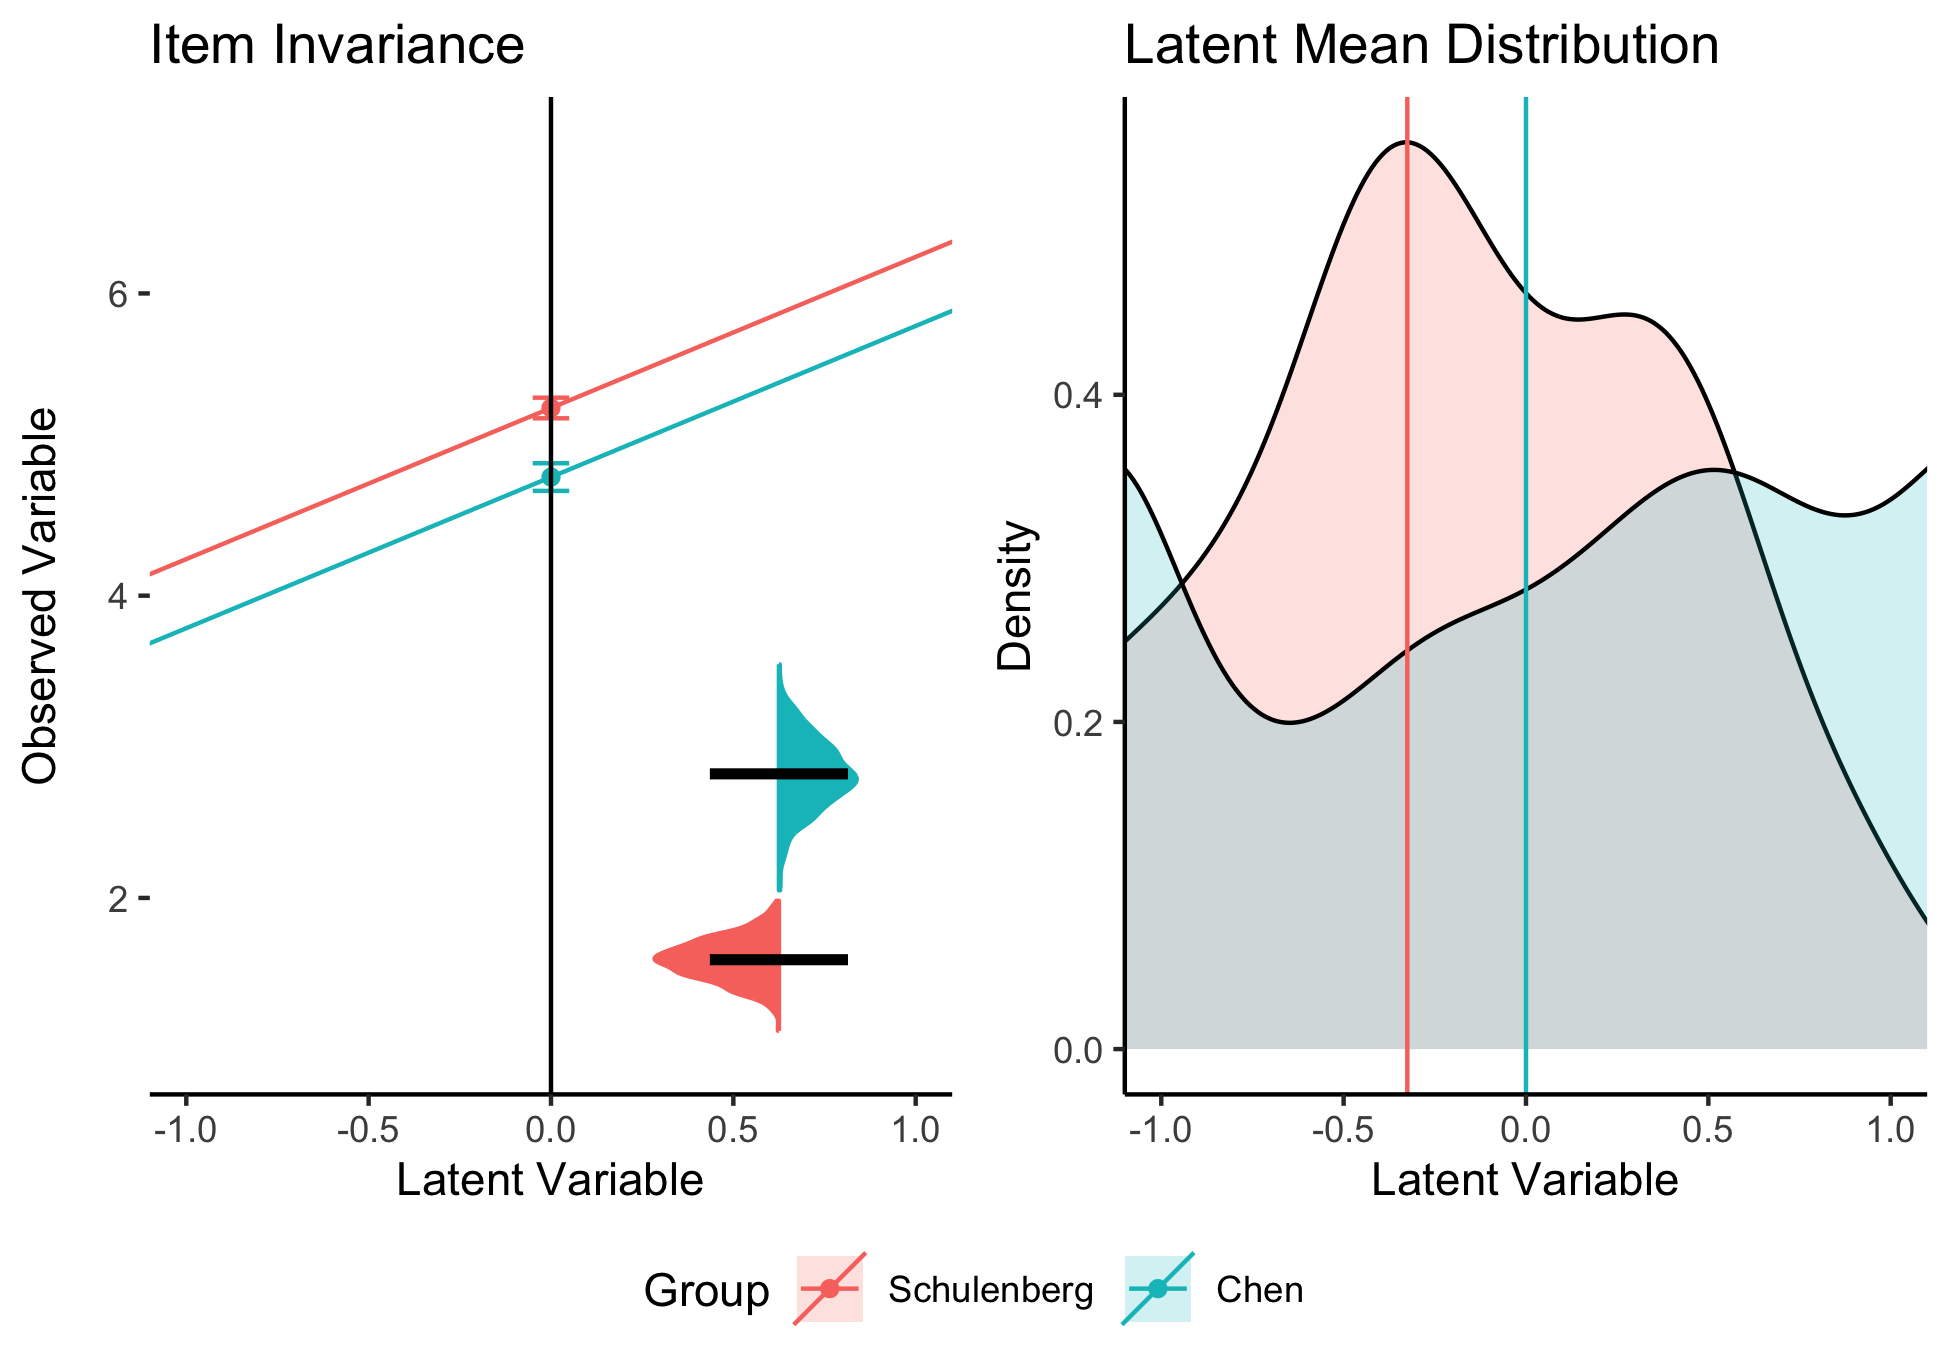 Item Invariance
Observed Variable
6
4
2
-1.0 -0.5 0.0 0.5 1.0
Latent Variable
Latent Mean Distribution
Density
0.4
0.2
0.0
-1.0 -0.5 0.0 0.5 1.0
Latent Variable
Group Schulenberg Chen